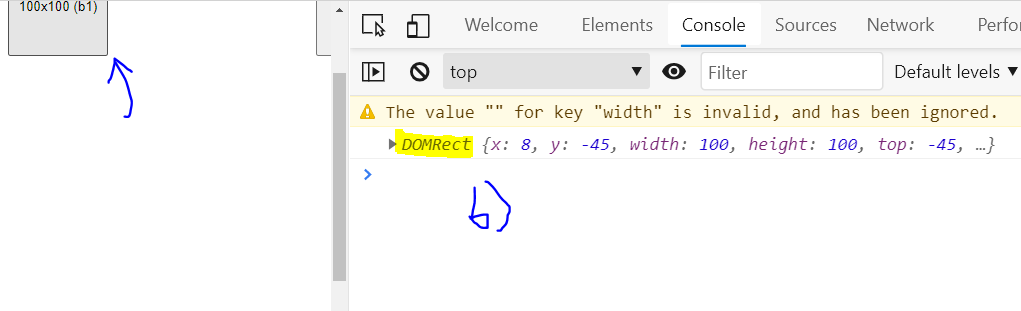 100x100 (b1)
Welcome Elements Console Sources Network Perfo
top Filter Default levels ▼
The value "" for key "width" is invalid, and has been ignored.
DOMRect {x: 8, y: -45, width: 100, height: 100, top: -45, …}
b)